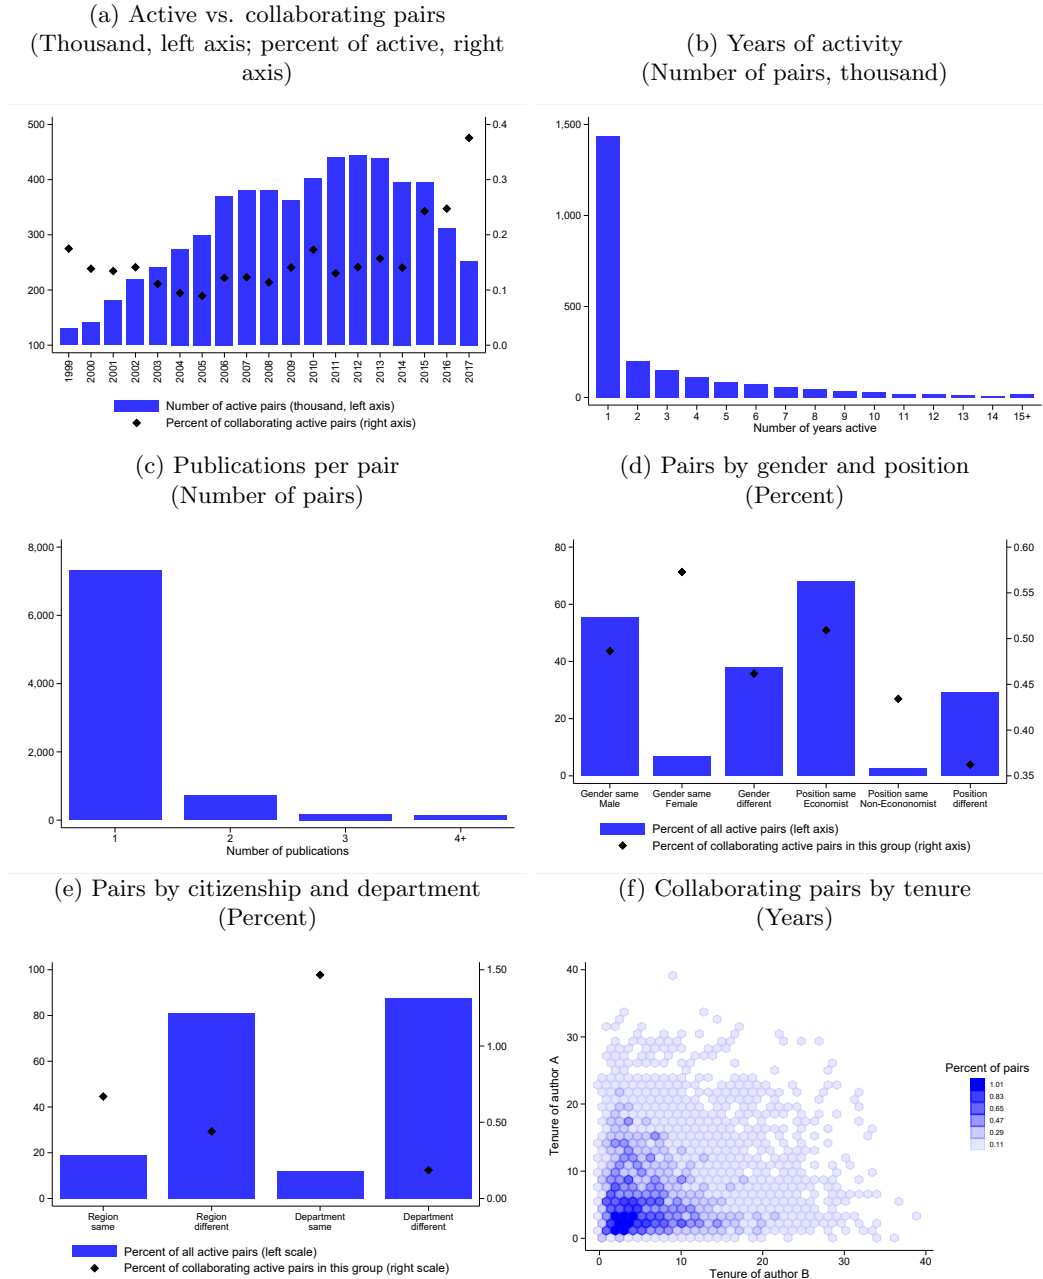 (a) Active vs. collaborating pairs
(Thousand, left axis; percent of active, right
axis)
500
400
300
200
100
0.4
0.3
0.2
0.1
0.0
1999
2000
2001
2002
2003
2004
2005
2006
2007
2008
2009
2010
2011
2012
2013
2014
2015
2016
2017
Number of active pairs (thousand, left axis)
Percent of collaborating active pairs (right axis)
(b) Years of activity
(Number of pairs, thousand)
1,500
1,000
500
0
1 2 3 4 5 6 7 8 9 10 11 12 13 14 15+
Number of years active
(c) Publications per pair
(Number of pairs)
8,000
6,000
4,000
2,000
0
1 2 3 4+
Number of publications
(d) Pairs by gender and position
(Percent)
80
60
40
20
0
0.60
0.55
0.50
0.45
0.40
0.35
Gender same
Male
Gender same
Female
Gender
different
Position same
Economist
Position same
Non-Econonomist
Position
different
Percent of all active pairs (left axis)
Percent of collaborating active pairs in this group (right axis)
(e) Pairs by citizenship and department
(Percent)
100
80
60
40
20
0
1.50
1.00
0.50
0.00
Region
same
Region
different
Department
same
Department
different
Percent of all active pairs (left scale)
Percent of collaborating active pairs in this group (right scale)
(f) Collaborating pairs by tenure
(Years)
Tenure of author A
40
30
20
10
0
0 10 20 30 40
Tenure of author B
Percent of pairs
1.01
0.83
0.65
0.47
0.29
0.11